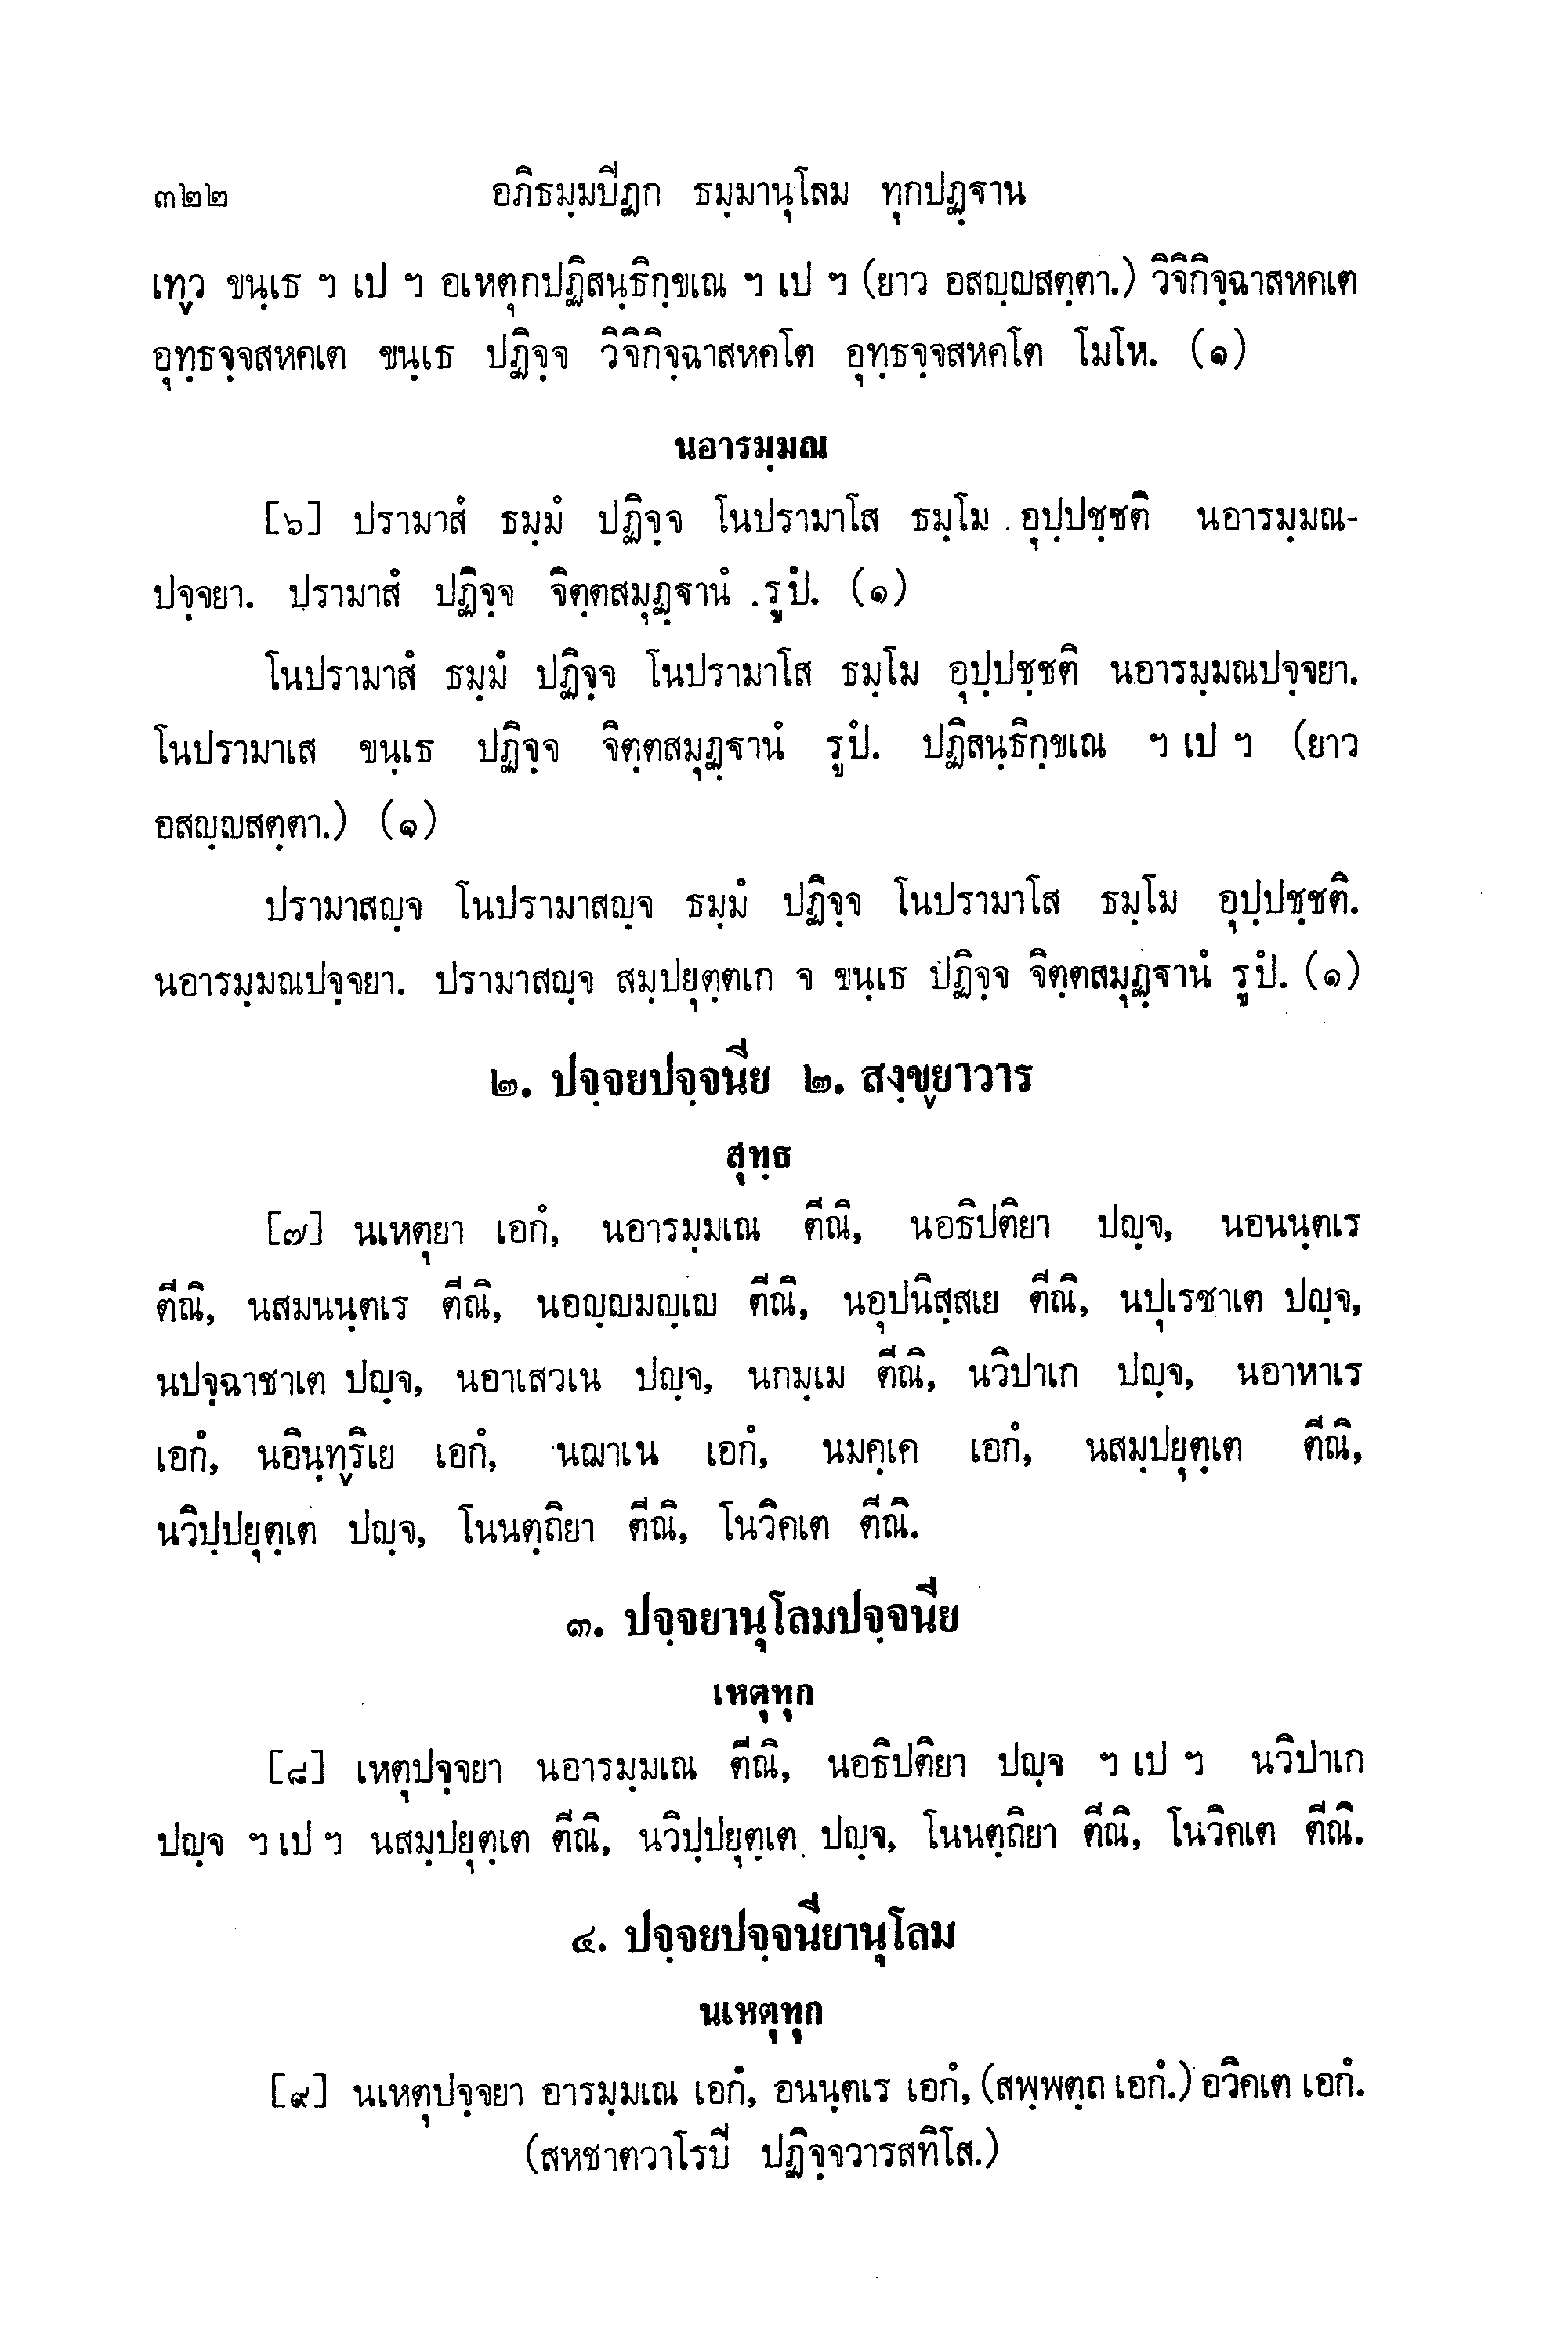 ๓๒๒ อภิธมฺมปีฏก ธมฺมานุโลม ทุกปฏฺฐาน
เทฺว ขนฺเธ ฯ เป ฯ อเหตุกปฏิสนฺธิกฺขเณ ฯ เป ฯ (ยาว อสญฺญสตฺตา.) วิจิกิจฺฉาสหคเต
อุทฺธจฺจสหคเต ขนฺเธ ปฏิจฺจ วิจิกิจฺฉาสหคโต อุทฺธจฺจสหคโต โมโห. (๑)
นอารมฺมณ
[๖] ปรามาสํ ธมฺมํ ปฏิจฺจ โนปรามาโส ธมฺโม อุปฺปชฺชติ นอารมฺมณ-
ปจฺจยา. ปรามาสํ ปฏิจฺจ จิตฺตสมุฏฺฐานํ รูปํ. (๑)
โนปรามาสํ ธมฺมํ ปฏิจฺจ โนปรามาโส ธมฺโม อุปฺปชฺชติ นอารมฺมณปจฺจยา.
โนปรามาเส ขนฺเธ ปฏิจฺจ จิตฺตสมุฏฺฐานํ รูปํ. ปฏิสนฺธิกฺขเณ ฯ เป ฯ (ยาว
อสญฺญสตฺตา.) (๑)
ปรามาสญฺจ โนปรามาสญฺจ ธมฺมํ ปฏิจฺจ โนปรามาโส ธมฺโม อุปฺปชฺชติ.
นอารมฺมณปจฺจยา. ปรามาสญฺจ สมฺปยุตฺตเก จ ขนฺเธ ปฏิจฺจ จิตฺตสมุฏฺฐานํ รูปํ. (๑)
๒. ปจฺจยปจฺจนีย ๒. สงฺขฺยาวาร
สุทฺธ
[๗] นเหตุยา เอกํ, นอารมฺมเณ ตีณิ, นอธิปติยา ปญฺจ, นอนนฺตเร
ตีณิ, นสมนนฺตเร ตีณิ, นอญฺญมญฺเญ ตีณิ, นอุปนิสฺสเย ตีณิ, นปุเรชาเต ปญฺจ,
นปจฺฉาชาเต ปญฺจ, นอาเสวเน ปญฺจ, นกมฺเม ตีณิ, นวิปาเก ปญฺจ, นอาหาเร
เอกํ, นอินฺทฺริเย เอกํ, นฌาเน เอกํ, นมคฺเค เอกํ, นสมฺปยุตฺเต ตีณิ,
นวิปฺปยุตฺเต ปญฺจ, โนนตฺถิยา ตีณิ, โนวิคเต ตีณิ.
๓. ปจฺจยานุโลมปจฺจนีย
เหตุทุก
[๘] เหตุปจฺจยา นอารมฺมเณ ตีณิ, นอธิปติยา ปญฺจ ฯ เป ฯ นวิปาเก
ปญฺจ ฯ เป ฯ นสมฺปยุตฺเต ตีณิ, นวิปฺปยุตฺเต ปญฺจ, โนนตฺถิยา ตีณิ, โนวิคเต ตีณิ.
๔. ปจฺจยปจฺจนียานุโลม
นเหตุทุก
[๙] นเหตุปจฺจยา อารมฺมเณ เอกํ, อนนฺตเร เอกํ, (สพฺพตฺถ เอกํ.) อวิคเต เอกํ.
(สหชาตวาโรปี ปฏิจฺจวารสทิโส.)